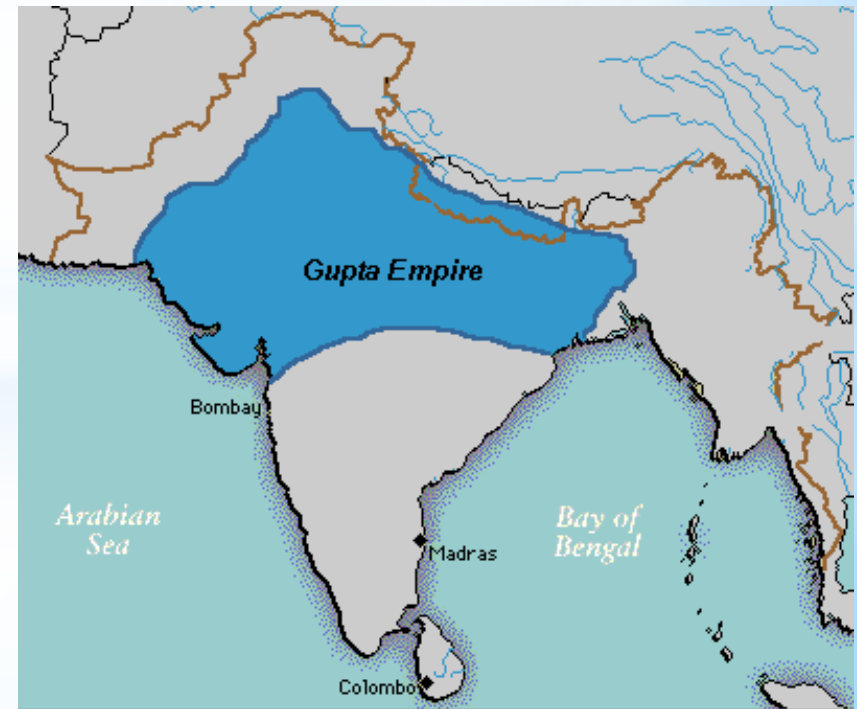 Gupta Empire
Bombay
Arabian
Sea
Bay of
Bengal
Madras
Colombo